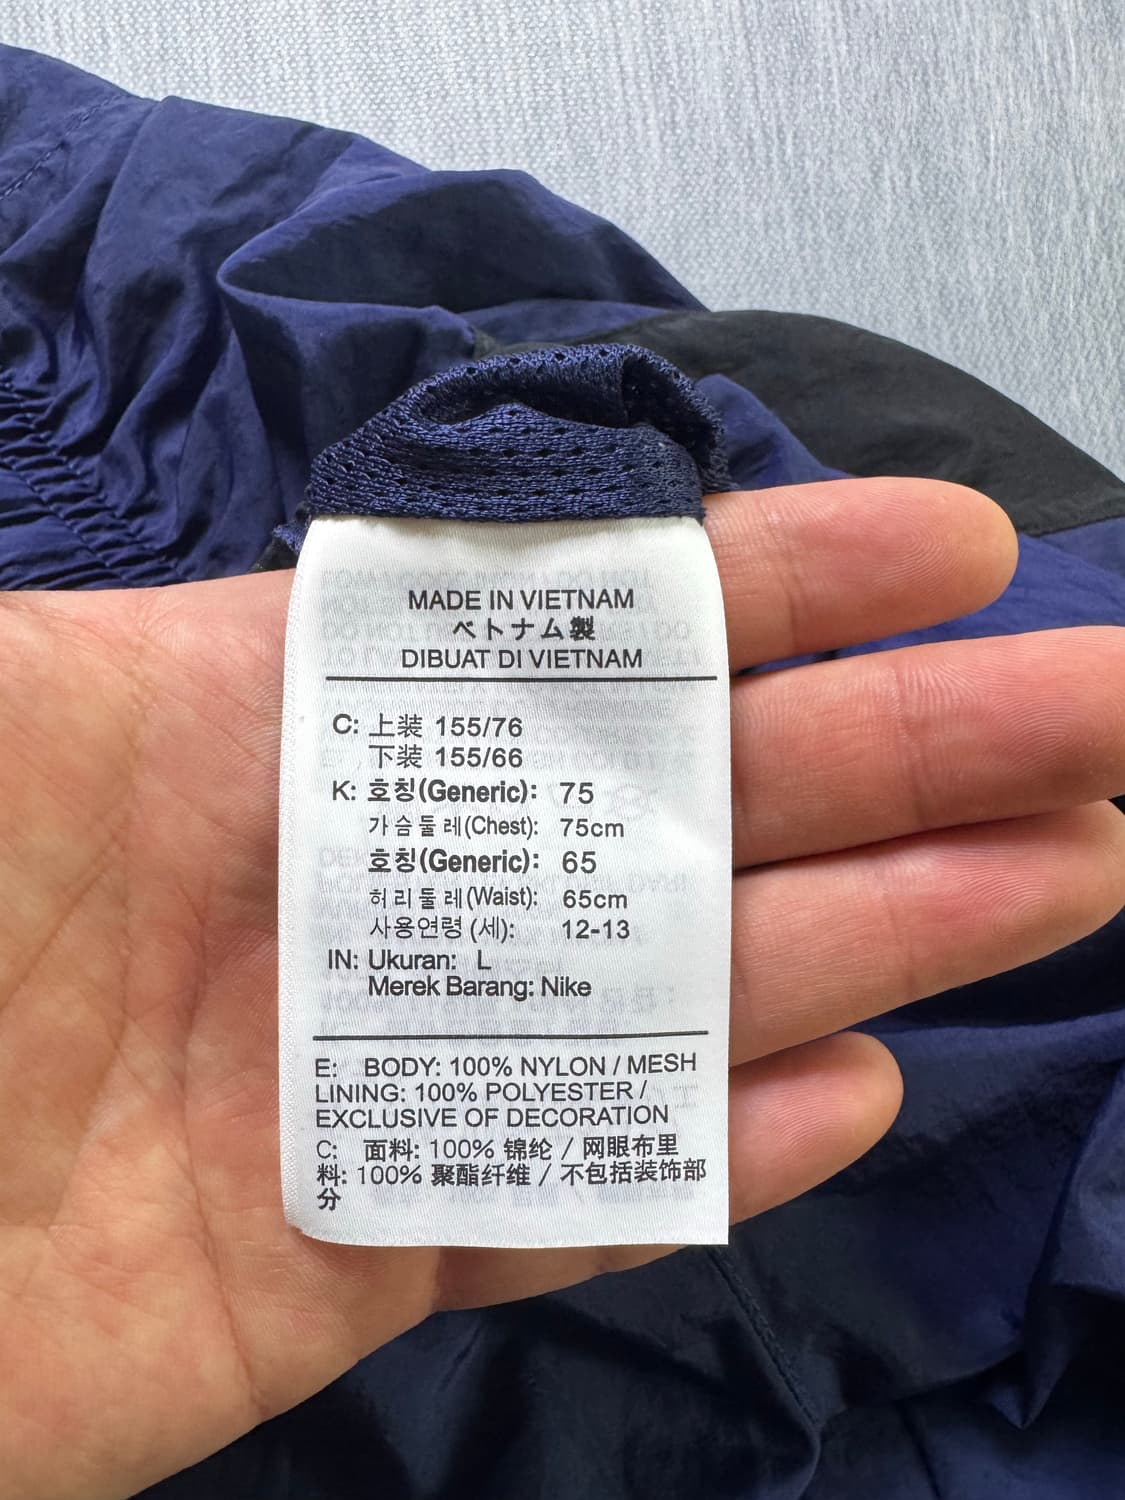 MADE IN VIETNAM
ベトナム製
DIBUAT DI VIETNAM
C: 上装 155/76
下装 155/66
K: 호칭(Generic): 75
가슴둘레(Chest): 75cm
호칭(Generic): 65
허리둘레(Waist): 65cm
사용연령 (세): 12-13
IN: Ukuran: L
Merek Barang: Nike
E: BODY: 100% NYLON / MESH
LINING: 100% POLYESTER /
EXCLUSIVE OF DECORATION
C: 面料: 100% 锦纶 / 网眼布里
料: 100% 聚酯纤维 / 不包括装饰部
分